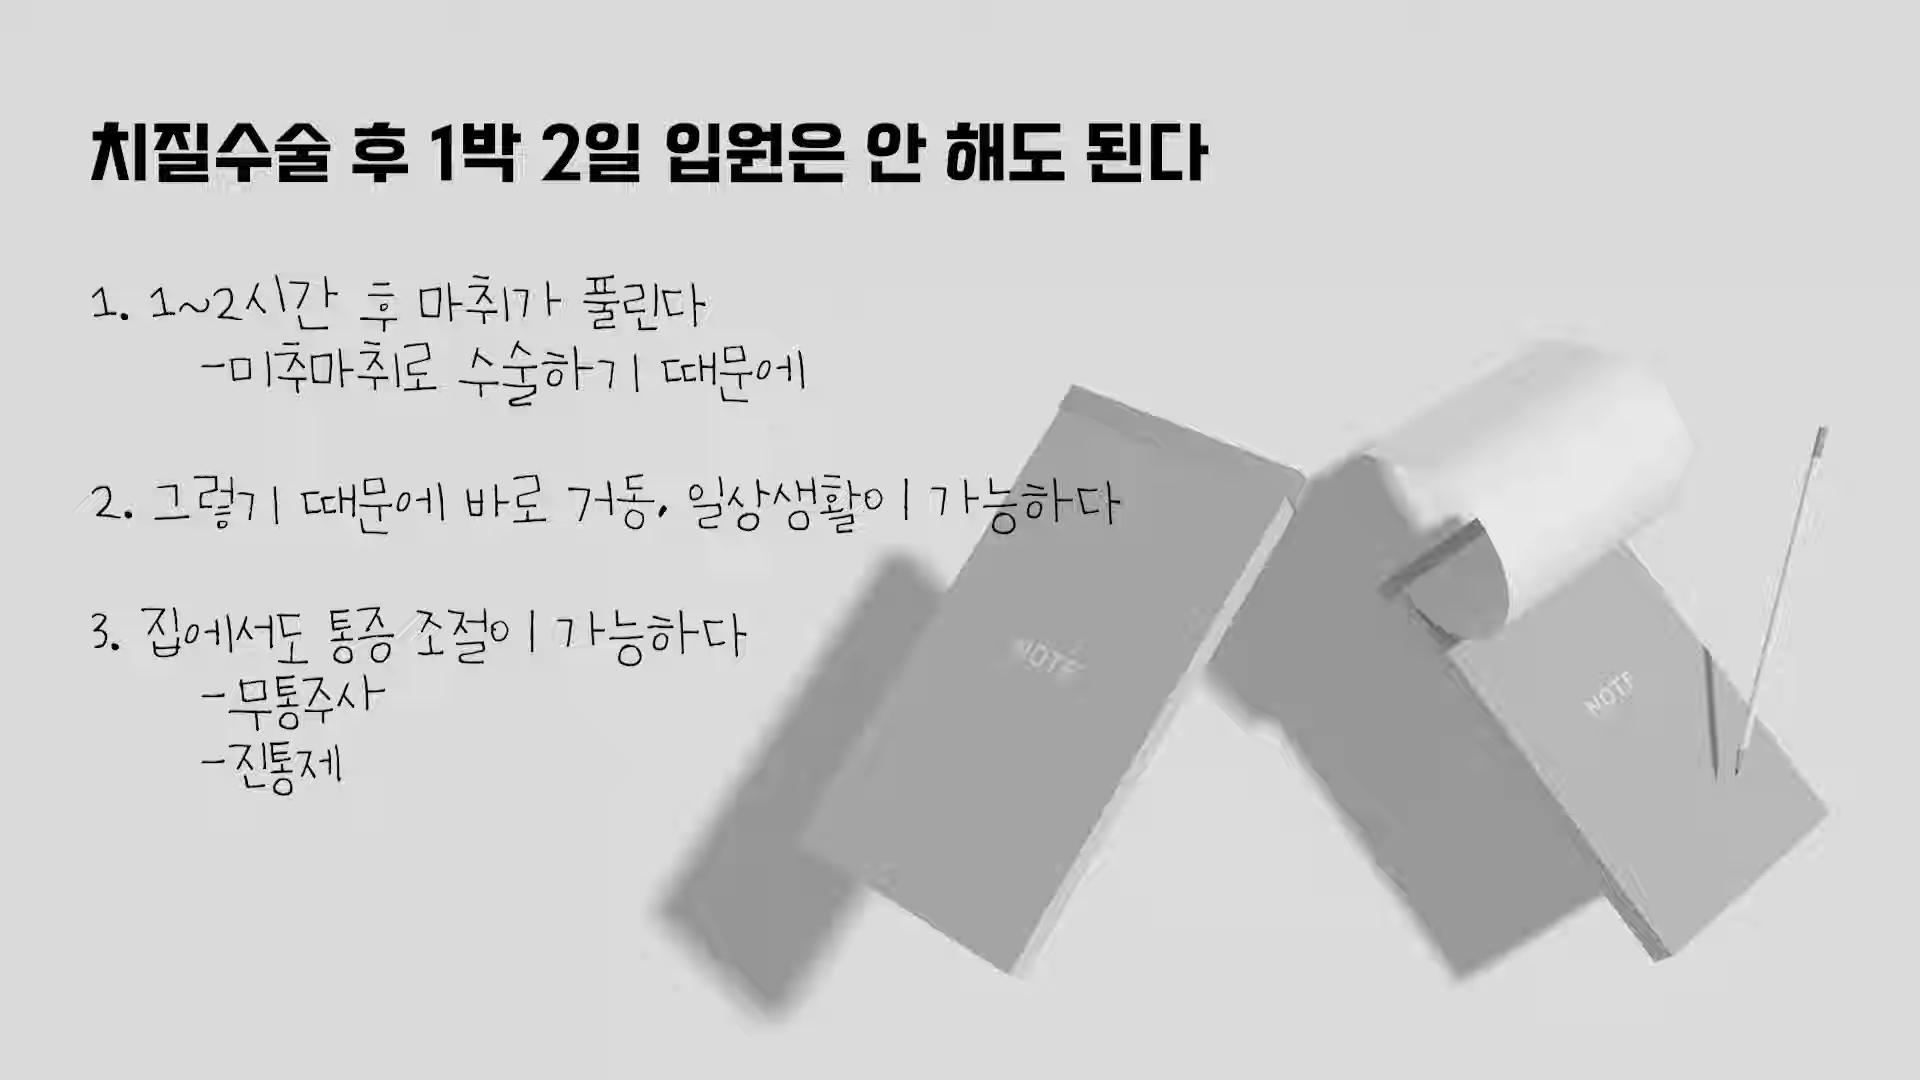 치질수술 후 1박 2일 입원은 안 해도 된다
1. 1~2시간 후 마취가 풀린다
-미추마취로 수술하기 때문에
2. 그렇기 때문에 바로 거동, 일상생활이 가능하다
3. 집에서도 통증 조절이 가능하다
-무통주사
-진통제
NOTE
NOTE